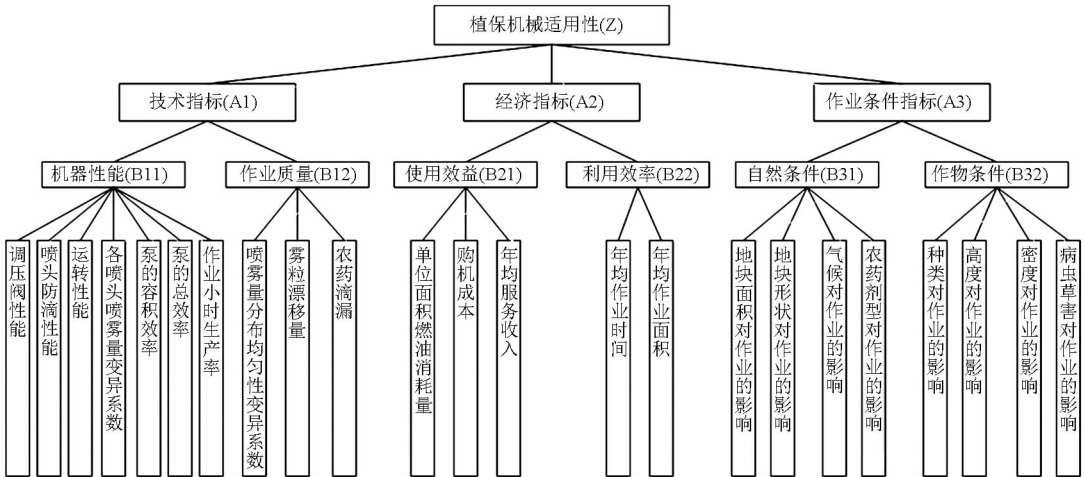 植保机械适用性(Z)
技术指标(A1)
经济指标(A2)
作业条件指标(A3)
机器性能(B11)
作业质量(B12)
使用效益(B21)
利用效率(B22)
自然条件(B31)
作物条件(B32)
调压阀性能
喷头防滴性能
运转性能
各喷头喷雾量变异系数
泵的容积效率
泵的总效率
作业小时生产率
喷雾量分布均匀性变异系数
雾粒漂移量
农药滴漏
单位面积燃油消耗量
购机成本
年均服务收入
年均作业时间
年均作业面积
地块面积对作业的影响
地块形状对作业的影响
气候对作业的影响
农药剂型对作业的影响
种类对作业的影响
高度对作业的影响
密度对作业的影响
病虫草害对作业的影响